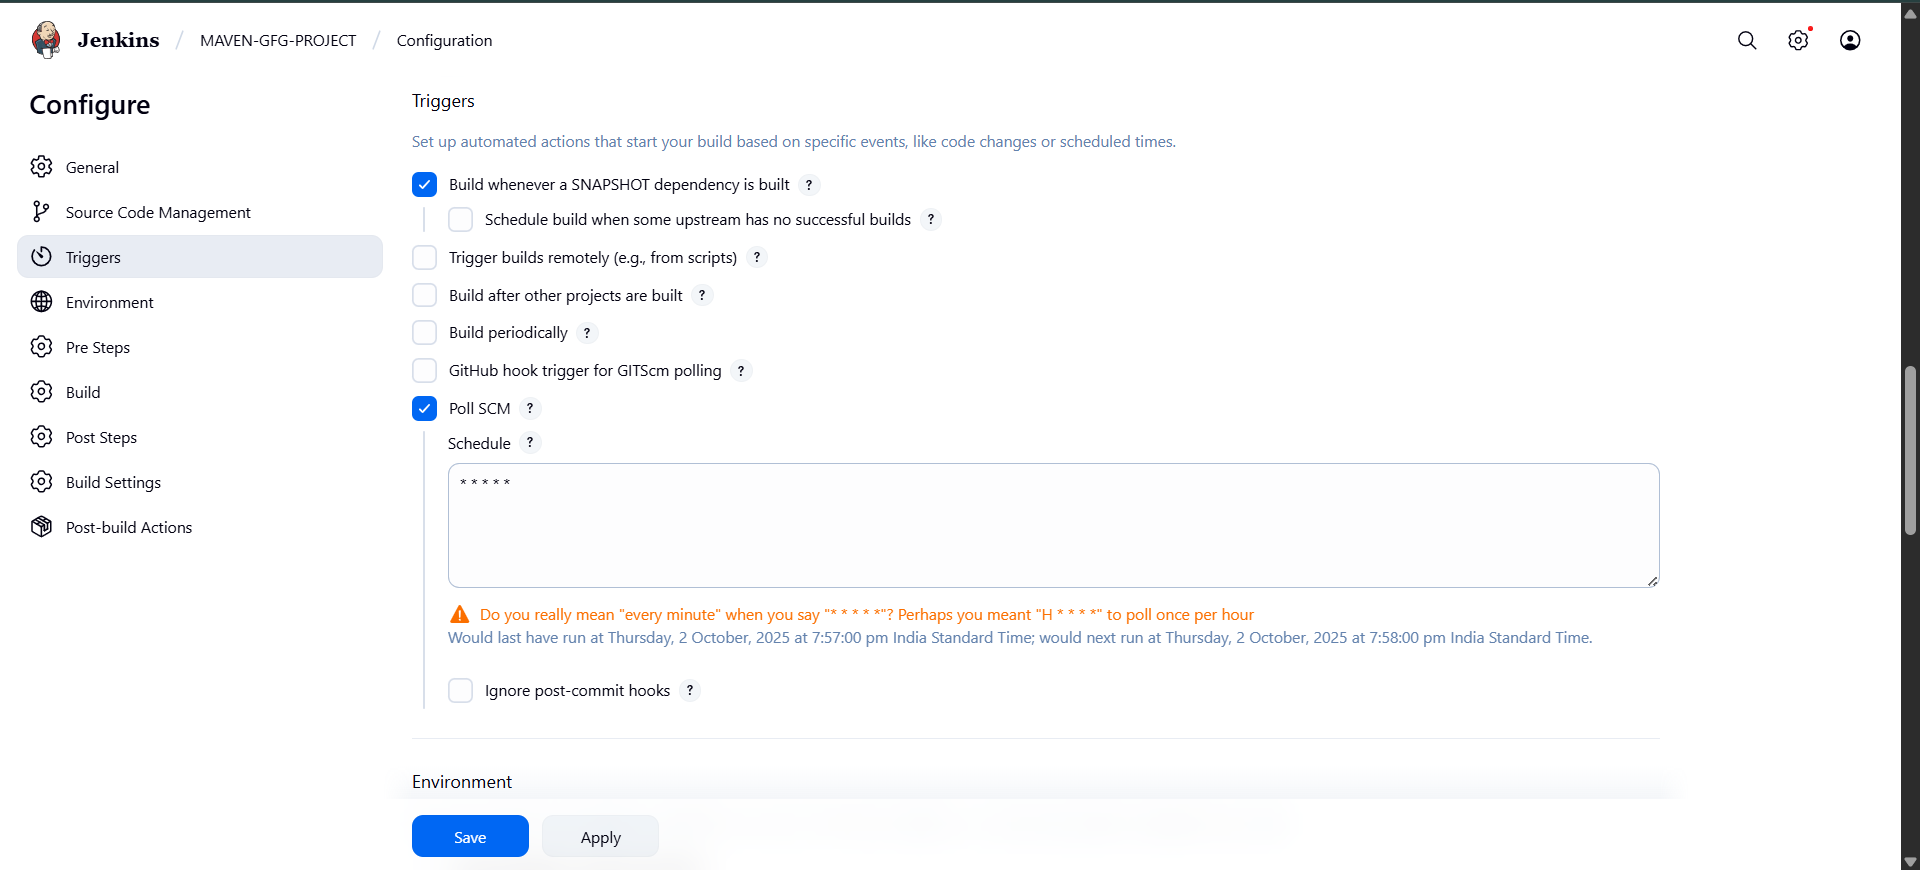 Jenkins / MAVEN-GFG-PROJECT / Configuration
Configure
General
Source Code Management
Triggers
Environment
Pre Steps
Build
Post Steps
Build Settings
Post-build Actions
Triggers
Set up automated actions that start your build based on specific events, like code changes or scheduled times.
Build whenever a SNAPSHOT dependency is built ?
Schedule build when some upstream has no successful builds ?
Trigger builds remotely (e.g., from scripts) ?
Build after other projects are built ?
Build periodically ?
GitHub hook trigger for GITScm polling ?
Poll SCM ?
Schedule ?
* * * * *
Do you really mean "every minute" when you say "* * * * *"? Perhaps you meant "H * * * *" to poll once per hour
Would last have run at Thursday, 2 October, 2025 at 7:57:00 pm India Standard Time; would next run at Thursday, 2 October, 2025 at 7:58:00 pm India Standard Time.
Ignore post-commit hooks ?
Environment
Save
Apply